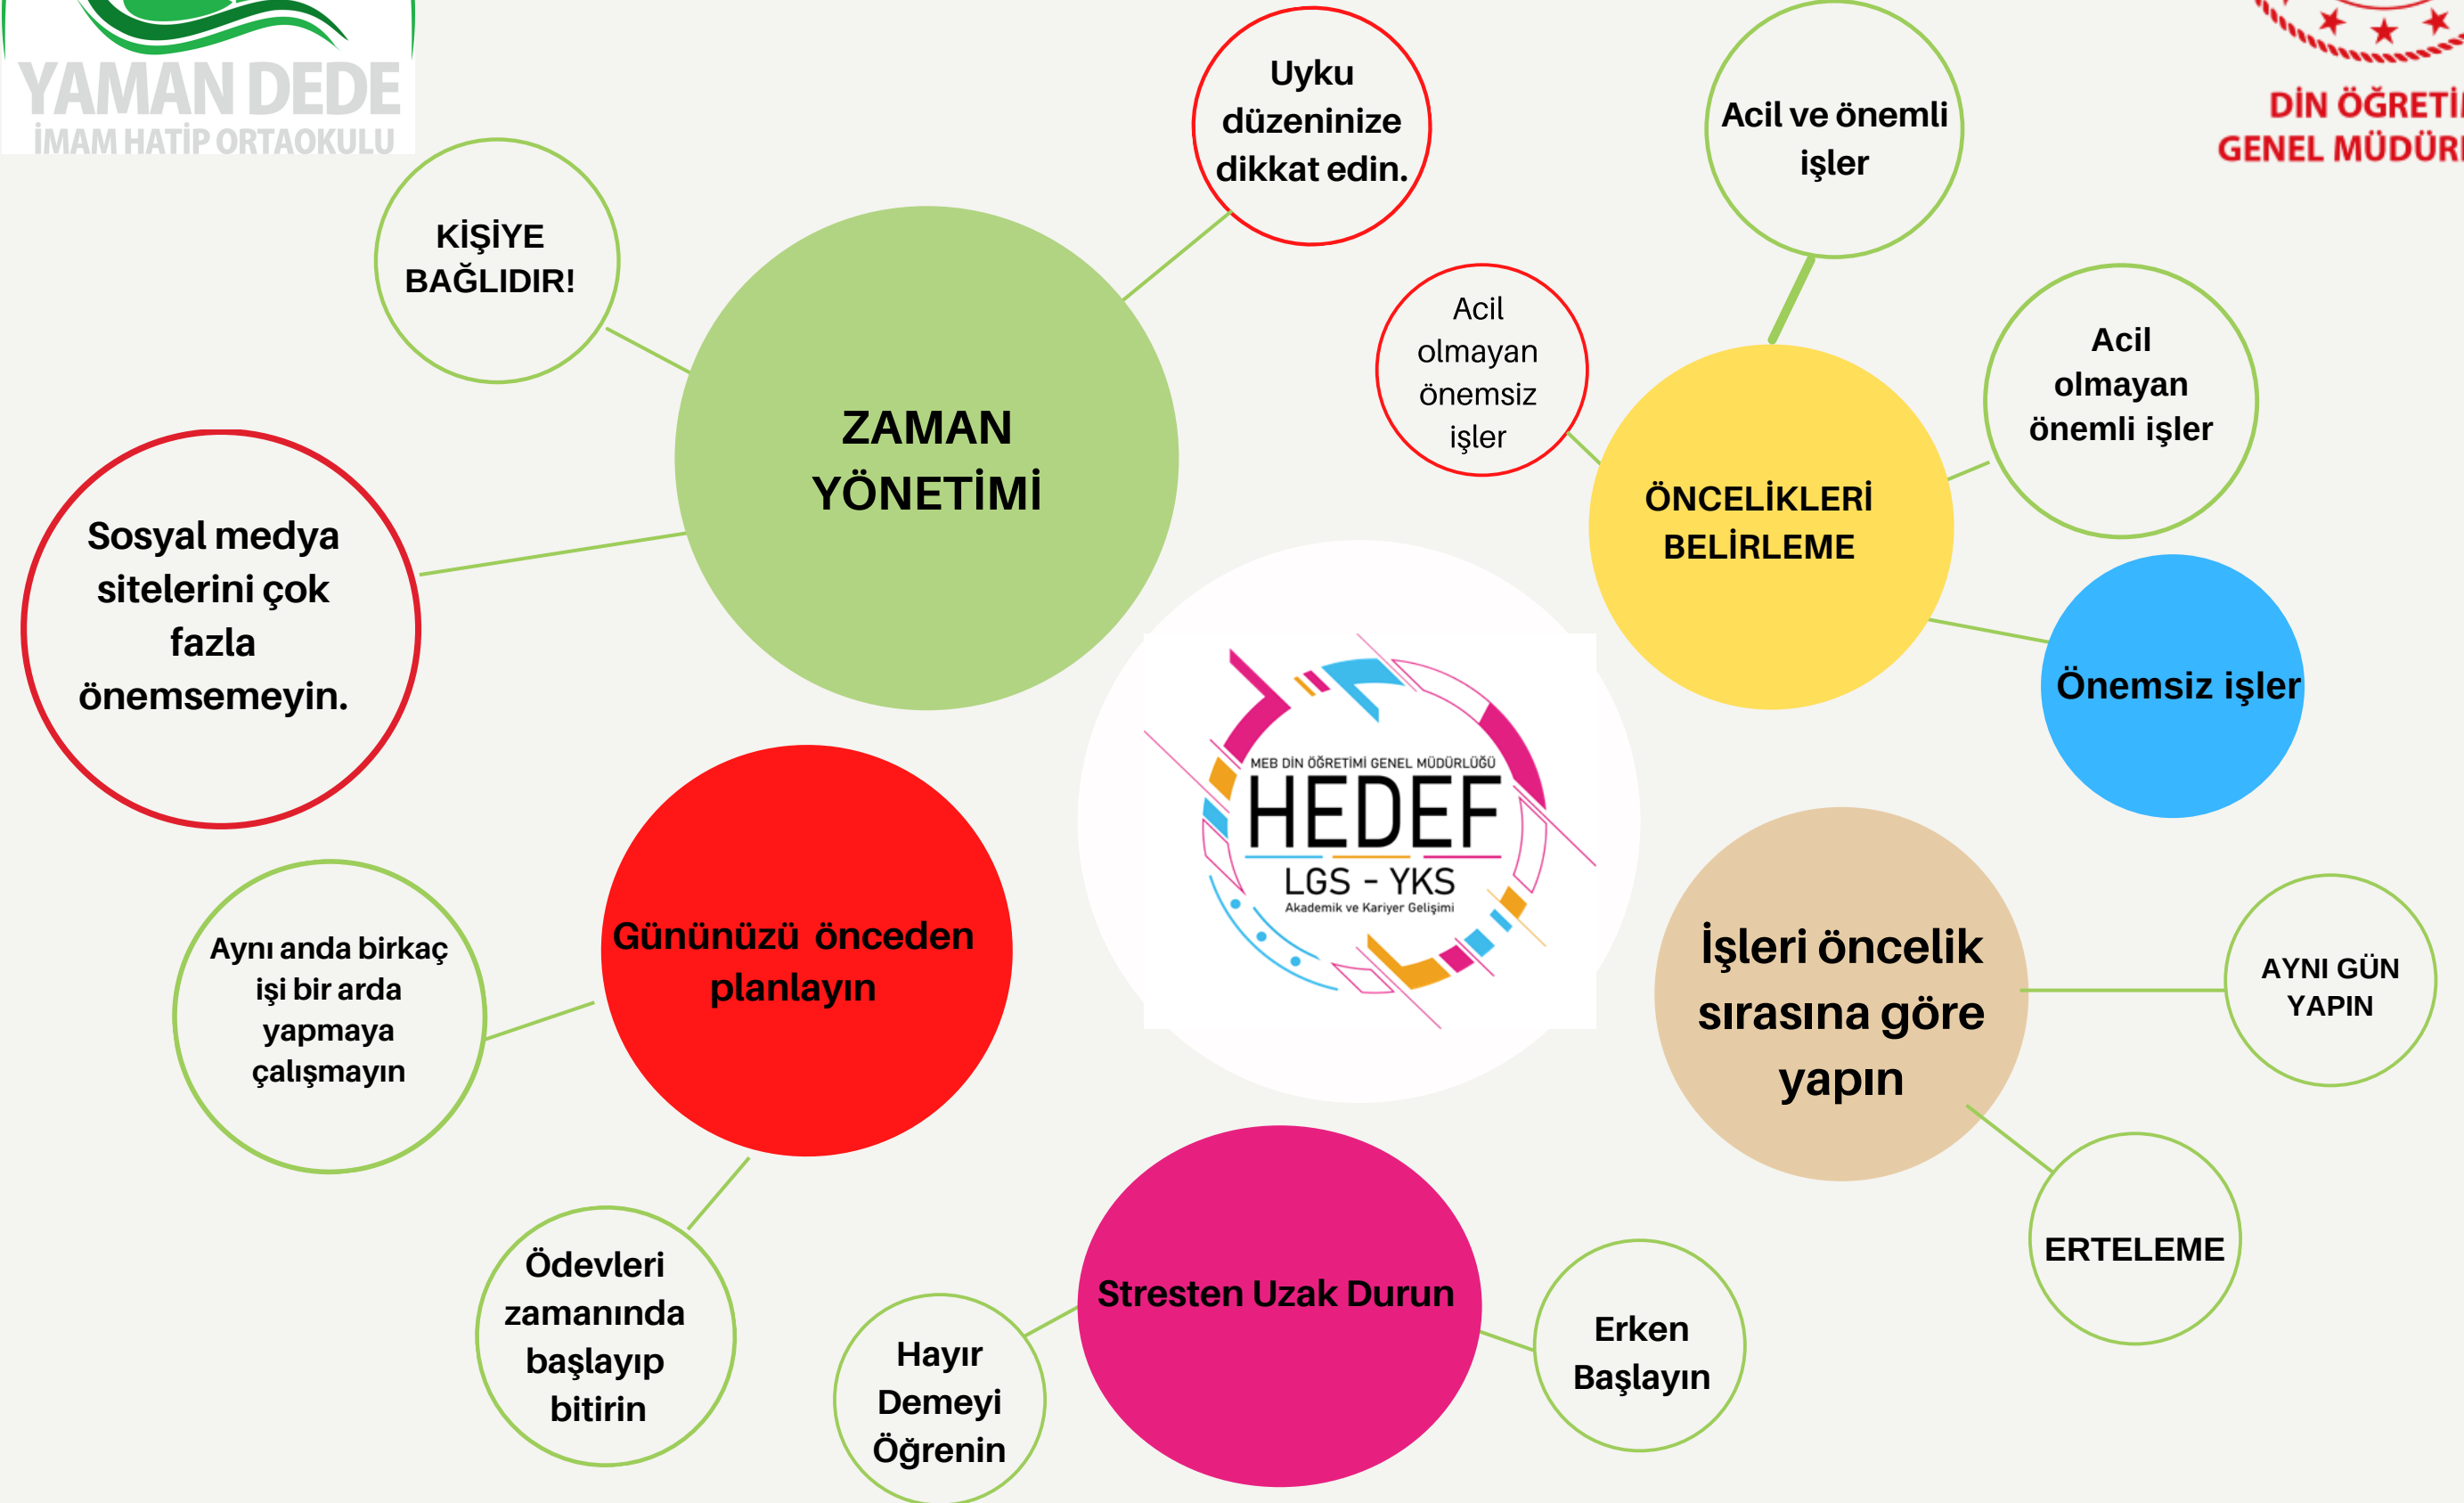 YAMAN DEDE
İMAM HATİP ORTAOKULU
DİN ÖĞRETİ
GENEL MÜDÜR
Uyku
düzeninize
dikkat edin.
Acil ve önemli
işler
KİŞİYE
BAĞLIDIR!
Acil
olmayan
önemsiz
işler
Acil
olmayan
önemli işler
ZAMAN
YÖNETİMİ
ÖNCELİKLERİ
BELİRLEME
Sosyal medya
sitelerini çok
fazla
önemsemeyin.
Önemsiz işler
MEB DİN ÖĞRETİMİ GENEL MÜDÜRLÜĞÜ
HEDEF
LGS - YKS
Akademik ve Kariyer Gelişimi
Gününüzü önceden
planlayın
Aynı anda birkaç
işi bir arda
yapmaya
çalışmayın
İşleri öncelik
sırasına göre
yapın
AYNI GÜN
YAPIN
ERTELEME
Ödevleri
zamanında
başlayıp
bitirin
Stresten Uzak Durun
Hayır
Demeyi
Öğrenin
Erken
Başlayın